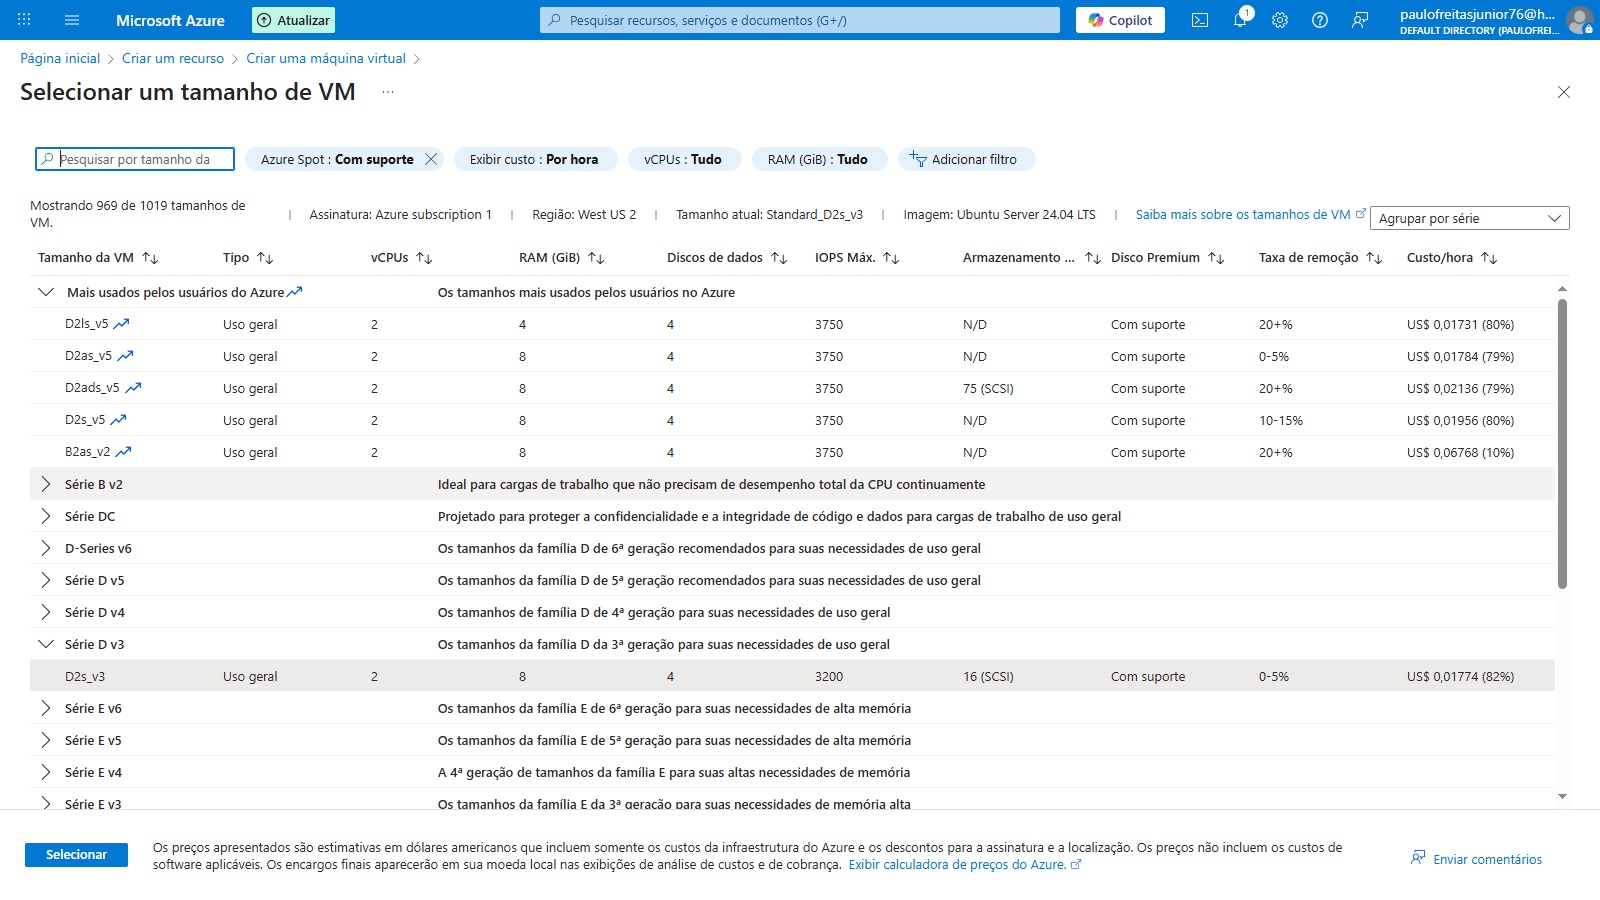 Microsoft Azure
Atualizar
Pesquisar recursos, serviços e documentos (G+/)
Copilot
1
paulofreitasjunior76@h...
DEFAULT DIRECTORY (PAULOFREI...
Página inicial > Criar um recurso > Criar uma máquina virtual >
Selecionar um tamanho de VM ...
Pesquisar por tamanho da
Azure Spot : Com suporte
Exibir custo : Por hora
vCPUs : Tudo
RAM (GiB) : Tudo
Adicionar filtro
Mostrando 969 de 1019 tamanhos de
VM.
| Assinatura: Azure subscription 1 | Região: West US 2 | Tamanho atual: Standard_D2s_v3 | Imagem: Ubuntu Server 24.04 LTS | Saiba mais sobre os tamanhos de VM
Agrupar por série
Tamanho da VM Tipo vCPUs RAM (GiB) Discos de dados IOPS Máx. Armazenamento ... Disco Premium Taxa de remoção Custo/hora
Mais usados pelos usuários do Azure Os tamanhos mais usados pelos usuários no Azure
D2ls_v5 Uso geral 2 4 4 3750 N/D Com suporte 20+% US$ 0,01731 (80%)
D2as_v5 Uso geral 2 8 4 3750 N/D Com suporte 0-5% US$ 0,01784 (79%)
D2ads_v5 Uso geral 2 8 4 3750 75 (SCSI) Com suporte 20+% US$ 0,02136 (79%)
D2s_v5 Uso geral 2 8 4 3750 N/D Com suporte 10-15% US$ 0,01956 (80%)
B2as_v2 Uso geral 2 8 4 3750 N/D Com suporte 20+% US$ 0,06768 (10%)
Série B v2 Ideal para cargas de trabalho que não precisam de desempenho total da CPU continuamente
Série DC Projetado para proteger a confidencialidade e a integridade de código e dados para cargas de trabalho de uso geral
D-Series v6 Os tamanhos da família D de 6ª geração recomendados para suas necessidades de uso geral
Série D v5 Os tamanhos da família D de 5ª geração recomendados para suas necessidades de uso geral
Série D v4 Os tamanhos de família D de 4ª geração para suas necessidades de uso geral
Série D v3 Os tamanhos da família D da 3ª geração para suas necessidades de uso geral
D2s_v3 Uso geral 2 8 4 3200 16 (SCSI) Com suporte 0-5% US$ 0,01774 (82%)
Série E v6 Os tamanhos da família E de 6ª geração para suas necessidades de alta memória
Série E v5 Os tamanhos da família E de 5ª geração para suas necessidades de alta memória
Série E v4 A 4ª geração de tamanhos da família E para suas altas necessidades de memória
Série E v3 Os tamanhos da família E da 3ª geração para suas necessidades de memória alta
Selecionar
Os preços apresentados são estimativas em dólares americanos que incluem somente os custos da infraestrutura do Azure e os descontos para a assinatura e a localização. Os preços não incluem os custos de
software aplicáveis. Os encargos finais aparecerão em sua moeda local nas exibições de análise de custos e de cobrança. Exibir calculadora de preços do Azure.
Enviar comentários